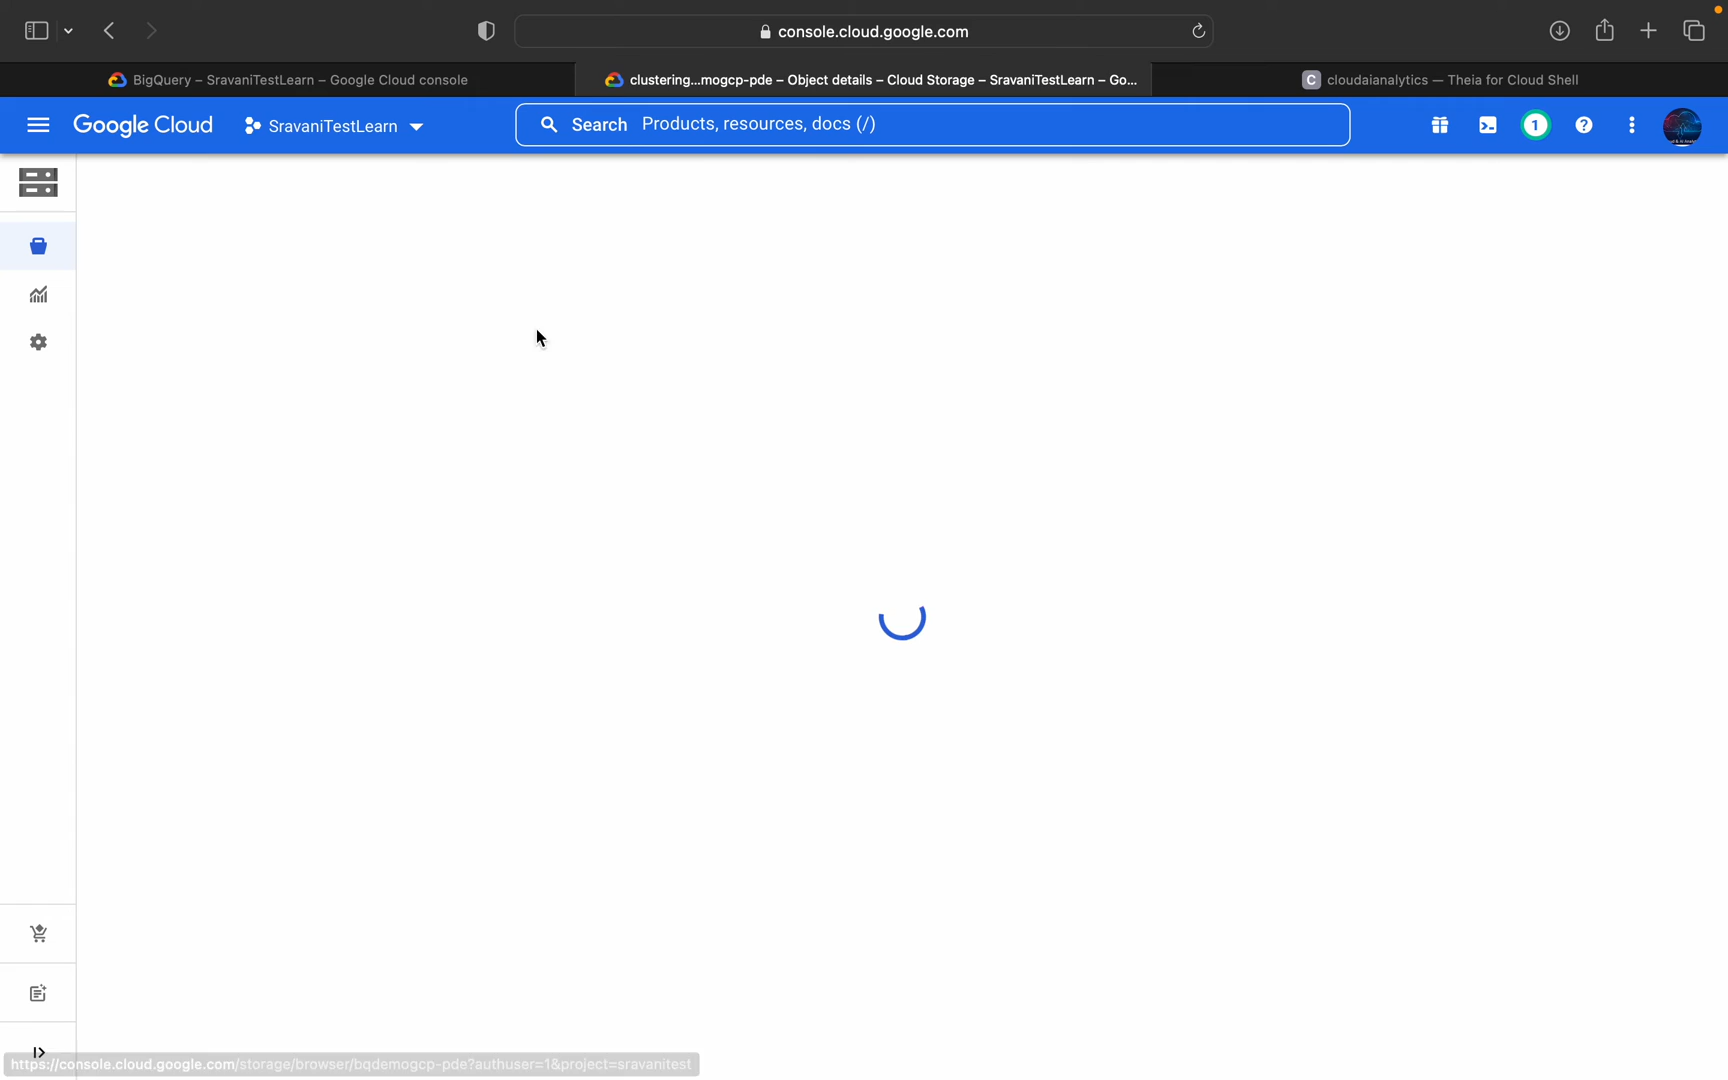 console.cloud.google.com
BigQuery – SravaniTestLearn – Google Cloud console
clustering...mogcp-pde – Object details – Cloud Storage – SravaniTestLearn – Go...
C cloudaianalytics — Theia for Cloud Shell
Google Cloud
SravaniTestLearn
Search Products, resources, docs (/)
1
?
https://console.cloud.google.com/storage/browser/bqdemogcp-pde?authuser=1&project=sravanitest